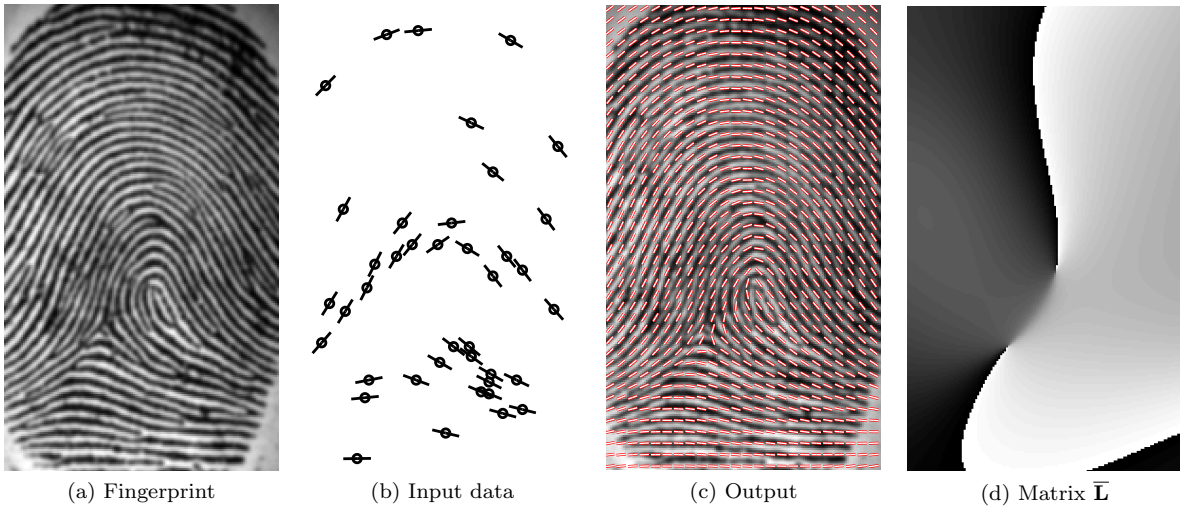 (a) Fingerprint
(b) Input data
(c) Output
(d) Matrix L̅